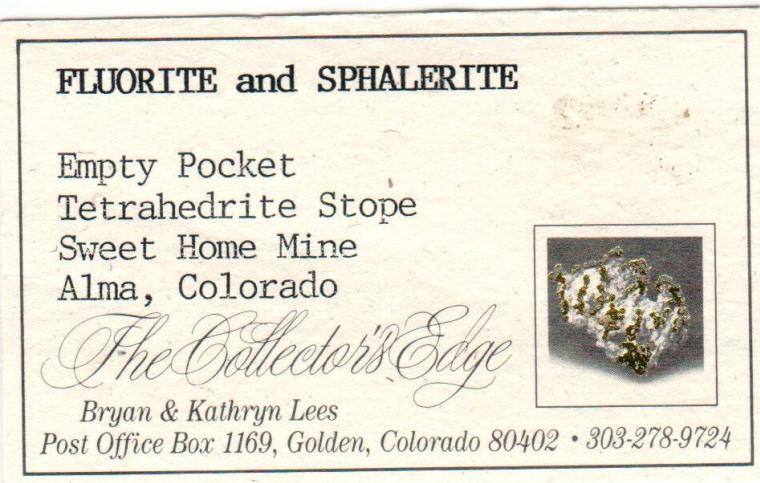 FLUORITE and SPHALERITE
Empty Pocket
Tetrahedrite Stope
Sweet Home Mine
Alma, Colorado
The Collector's Edge
Bryan & Kathryn Lees
Post Office Box 1169, Golden, Colorado 80402 • 303-278-9724